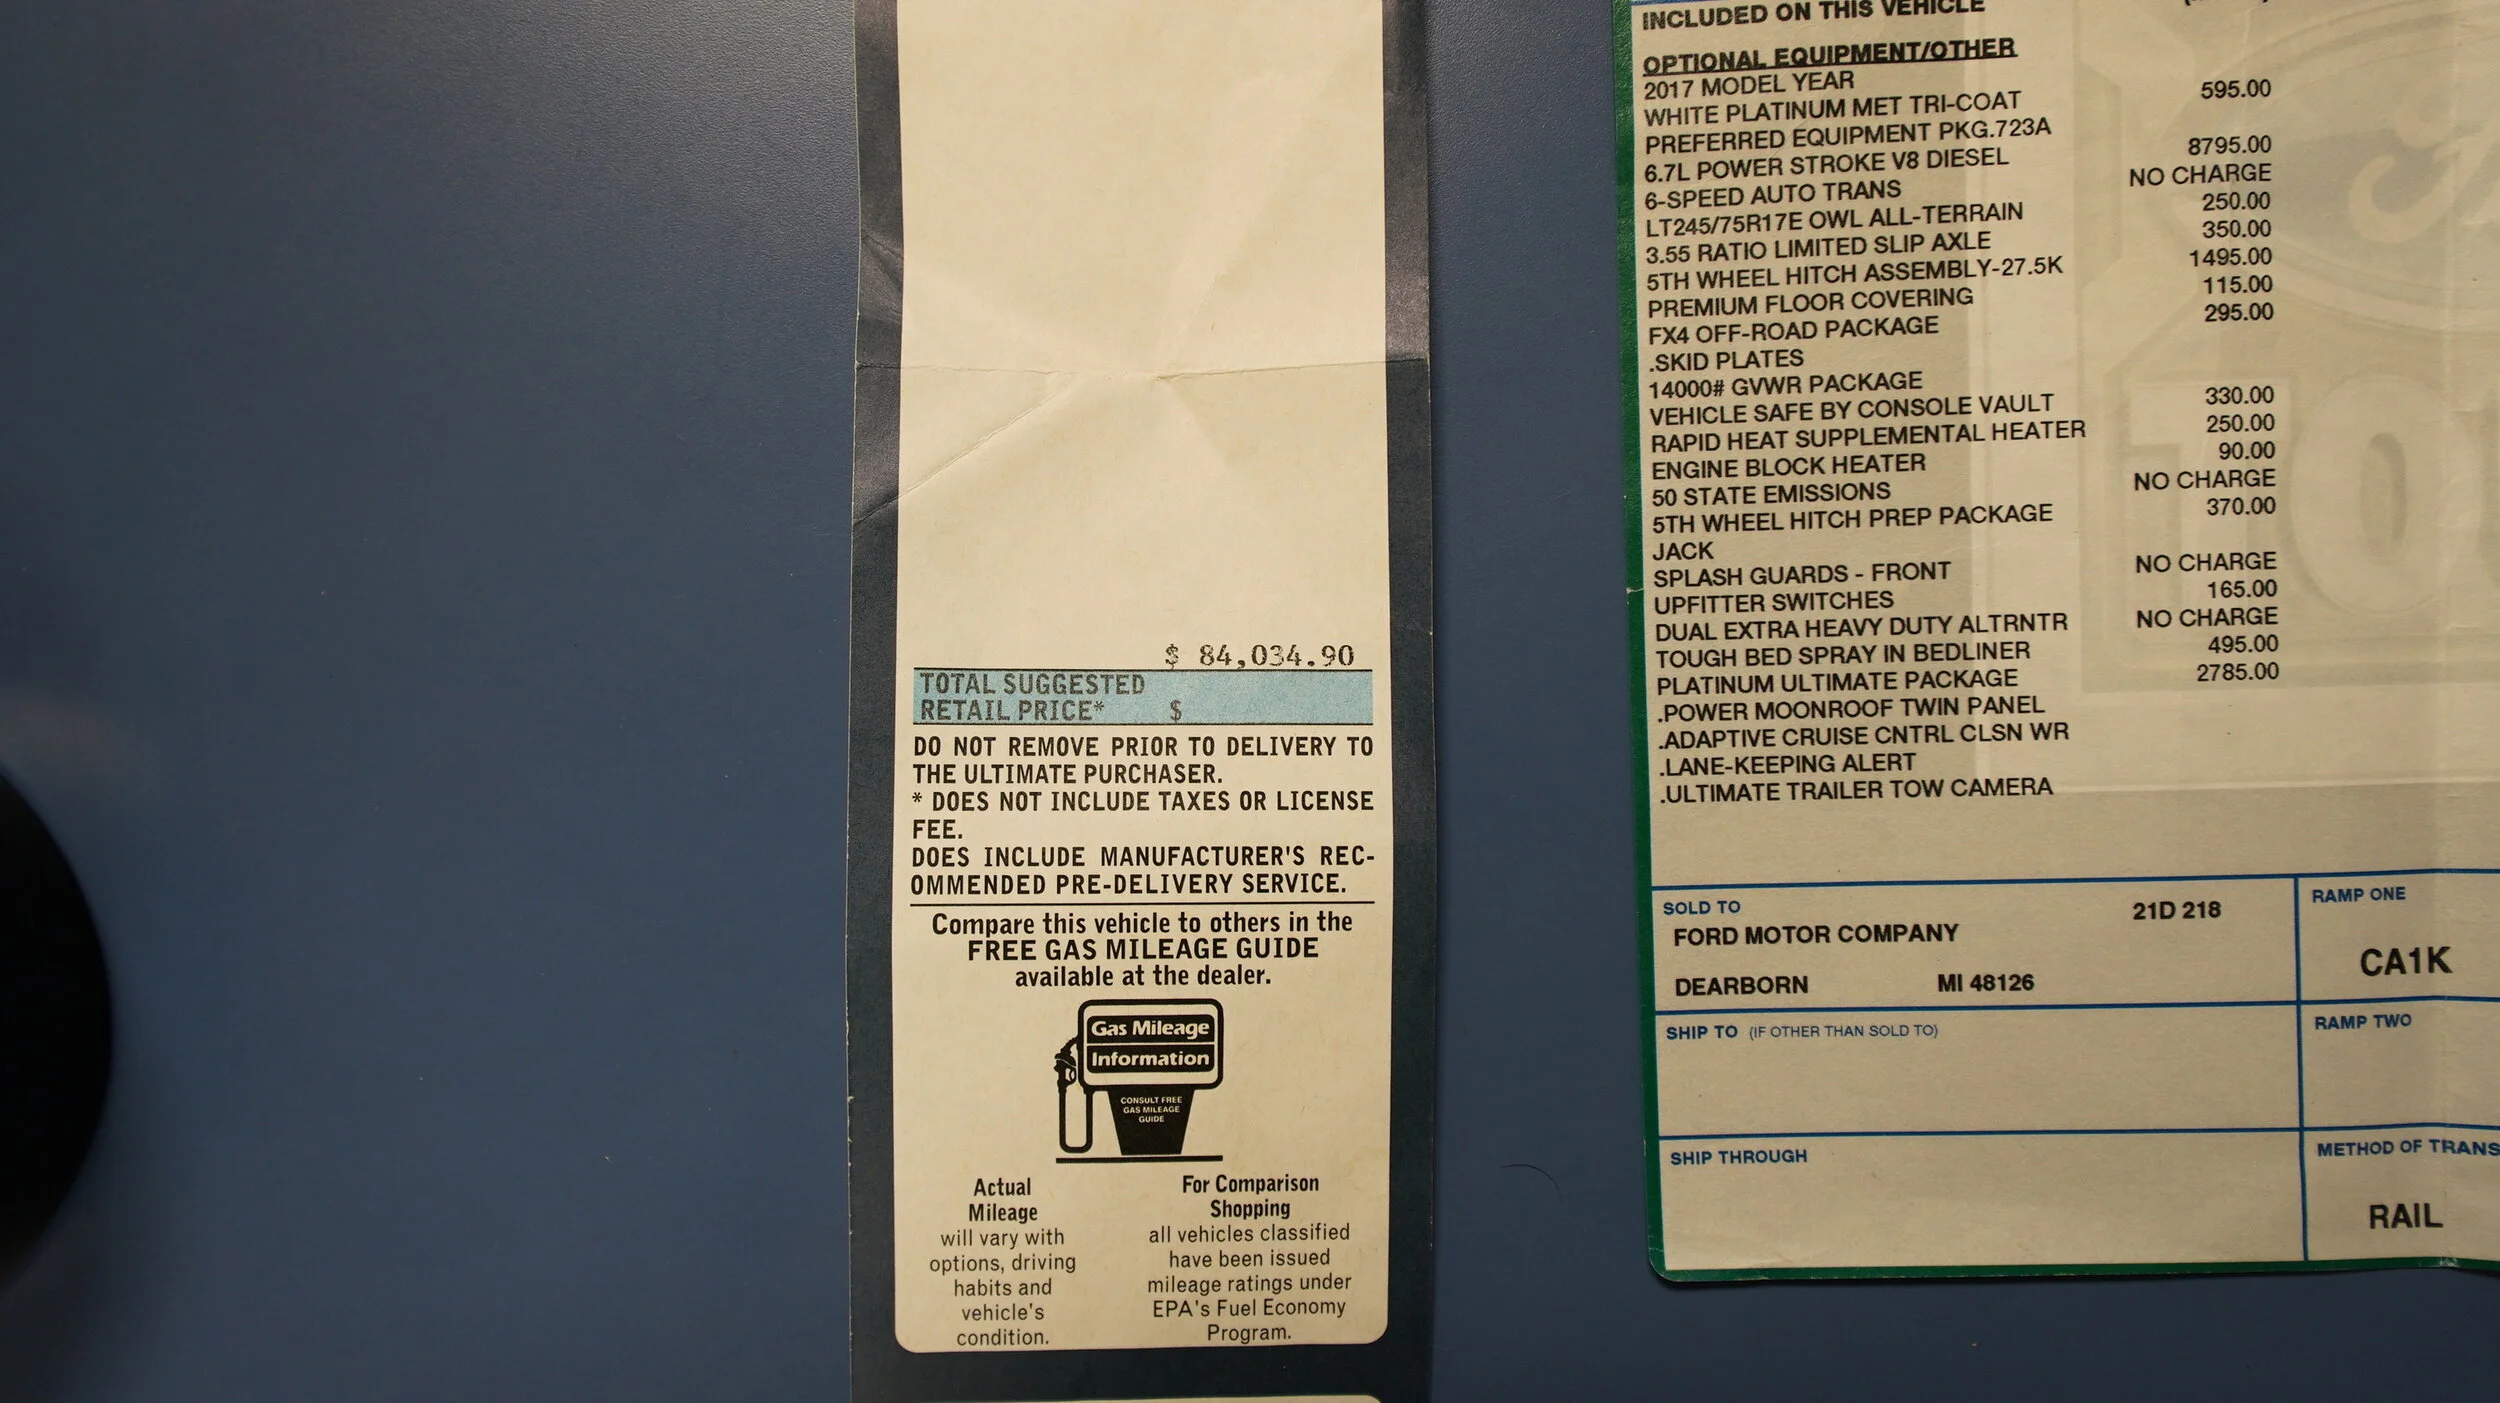 $ 84,034.90
TOTAL SUGGESTED
RETAIL PRICE* $
DO NOT REMOVE PRIOR TO DELIVERY TO
THE ULTIMATE PURCHASER.
* DOES NOT INCLUDE TAXES OR LICENSE
FEE.
DOES INCLUDE MANUFACTURER'S REC-
OMMENDED PRE-DELIVERY SERVICE.
Compare this vehicle to others in the
FREE GAS MILEAGE GUIDE
available at the dealer.
Gas Mileage
Information
CONSULT FREE
GAS MILEAGE
GUIDE
Actual
Mileage
will vary with
options, driving
habits and
vehicle's
condition.
For Comparison
Shopping
all vehicles classified
have been issued
mileage ratings under
EPA's Fuel Economy
Program.
INCLUDED ON THIS VEHICLE
OPTIONAL EQUIPMENT/OTHER
2017 MODEL YEAR
WHITE PLATINUM MET TRI-COAT 595.00
PREFERRED EQUIPMENT PKG.723A
6.7L POWER STROKE V8 DIESEL 8795.00
6-SPEED AUTO TRANS NO CHARGE
LT245/75R17E OWL ALL-TERRAIN 250.00
3.55 RATIO LIMITED SLIP AXLE 350.00
5TH WHEEL HITCH ASSEMBLY-27.5K 1495.00
PREMIUM FLOOR COVERING 115.00
FX4 OFF-ROAD PACKAGE 295.00
.SKID PLATES
14000# GVWR PACKAGE
VEHICLE SAFE BY CONSOLE VAULT 330.00
RAPID HEAT SUPPLEMENTAL HEATER 250.00
ENGINE BLOCK HEATER 90.00
50 STATE EMISSIONS NO CHARGE
5TH WHEEL HITCH PREP PACKAGE 370.00
JACK
SPLASH GUARDS - FRONT NO CHARGE
UPFITTER SWITCHES 165.00
DUAL EXTRA HEAVY DUTY ALTRNTR NO CHARGE
TOUGH BED SPRAY IN BEDLINER 495.00
PLATINUM ULTIMATE PACKAGE 2785.00
.POWER MOONROOF TWIN PANEL
.ADAPTIVE CRUISE CNTRL CLSN WR
.LANE-KEEPING ALERT
.ULTIMATE TRAILER TOW CAMERA
SOLD TO
FORD MOTOR COMPANY 21D 218
DEARBORN MI 48126
RAMP ONE
CA1K
SHIP TO (IF OTHER THAN SOLD TO)
RAMP TWO
SHIP THROUGH
METHOD OF TRANS
RAIL